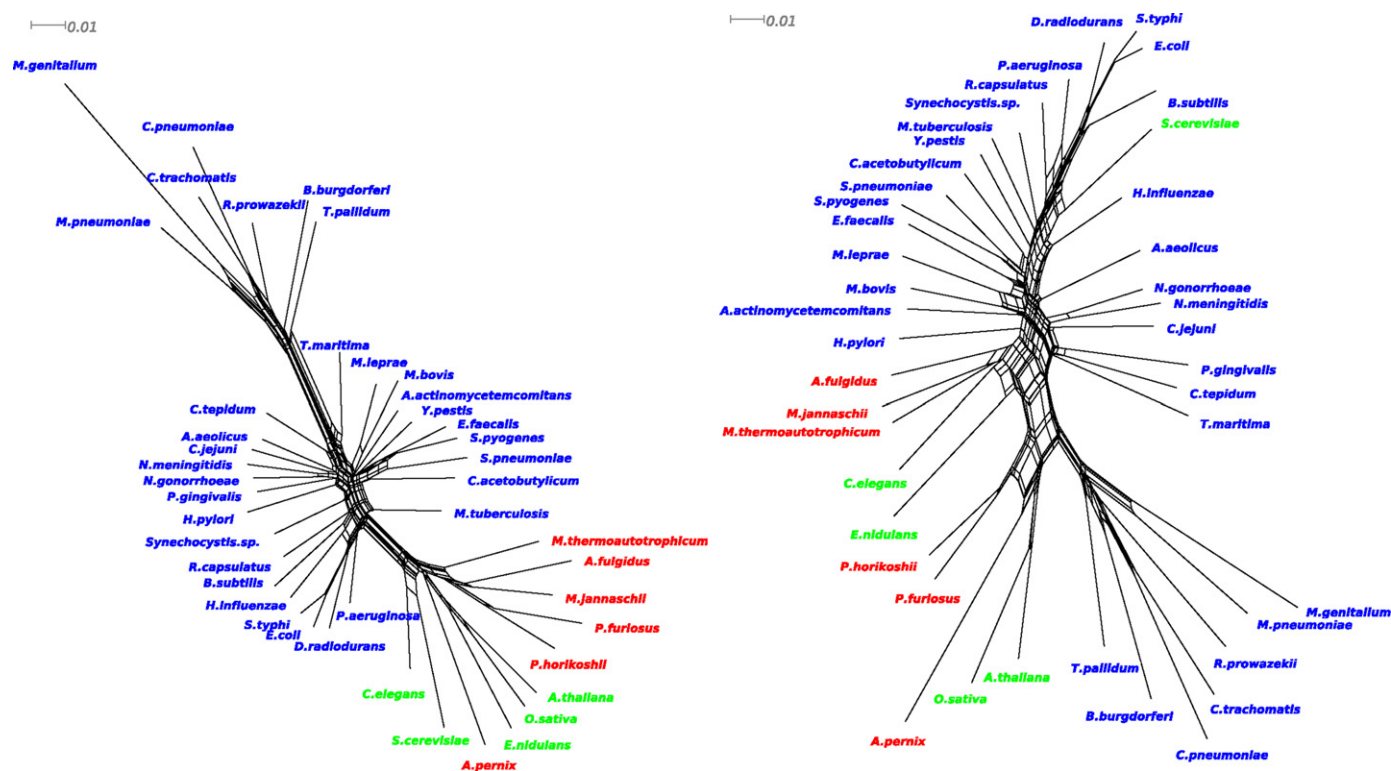 0.01
M.genitalium
C.pneumoniae
C.trachomatis
B.burgdorferi
R.prowazekii
T.pallidum
M.pneumoniae
T.maritima
M.leprae
M.bovis
A.actinomycetemcomitans
C.tepidum
Y.pestis
E.faecalis
A.aeolicus
S.pyogenes
C.jejuni
S.pneumoniae
N.meningitidis
N.gonorrhoeae
C.acetobutylicum
P.gingivalis
H.pylori
M.tuberculosis
Synechocystis.sp.
M.thermoautotrophicum
A.fulgidus
R.capsulatus
B.subtilis
M.jannaschii
H.influenzae
P.aeruginosa
S.typhi
P.furiosus
E.coli
D.radiodurans
P.horikoshii
C.elegans
A.thaliana
O.sativa
S.cerevisiae
E.nidulans
A.pernix
0.01
D.radiodurans
S.typhi
E.coli
P.aeruginosa
R.capsulatus
Synechocystis.sp.
B.subtilis
S.cerevisiae
M.tuberculosis
Y.pestis
C.acetobutylicum
S.pneumoniae
H.influenzae
S.pyogenes
E.faecalis
A.aeolicus
M.leprae
M.bovis
N.gonorrhoeae
N.meningitidis
A.actinomycetemcomitans
C.jejuni
H.pylori
P.gingivalis
A.fulgidus
C.tepidum
M.jannaschii
T.maritima
M.thermoautotrophicum
C.elegans
E.nidulans
P.horikoshii
P.furiosus
M.genitalium
M.pneumoniae
R.prowazekii
T.pallidum
A.thaliana
O.sativa
C.trachomatis
B.burgdorferi
A.pernix
C.pneumoniae